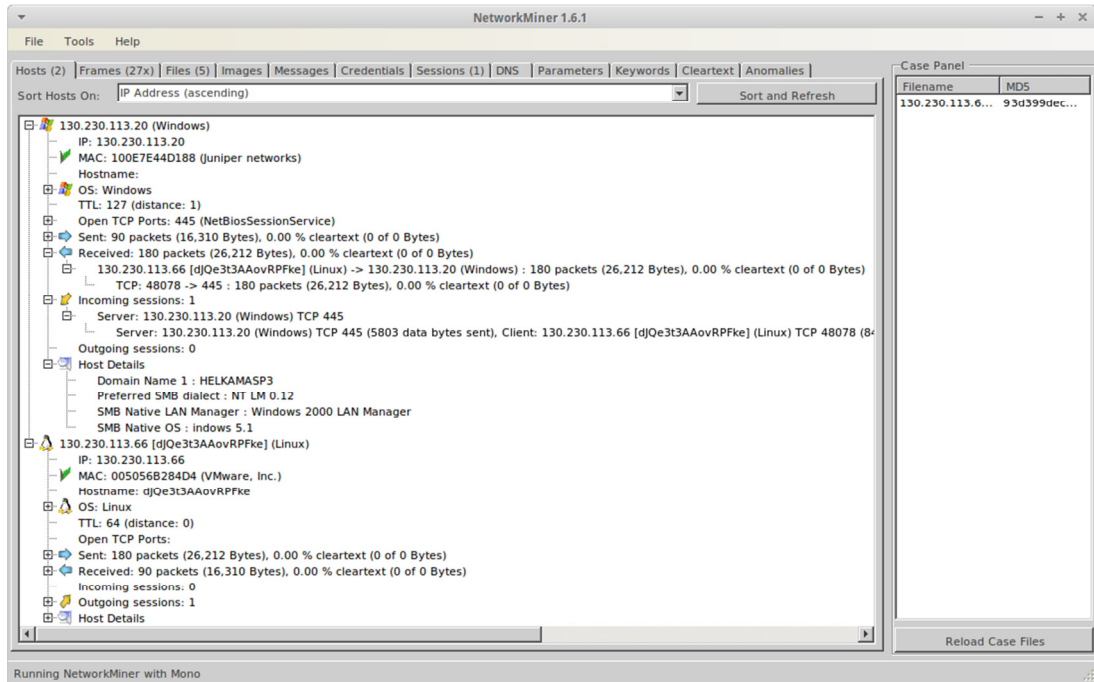 NetworkMiner 1.6.1
File Tools Help
Hosts (2) Frames (27x) Files (5) Images Messages Credentials Sessions (1) DNS Parameters Keywords Cleartext Anomalies
Sort Hosts On: IP Address (ascending) Sort and Refresh
130.230.113.20 (Windows)
IP: 130.230.113.20
MAC: 100E7E44D188 (Juniper networks)
Hostname:
OS: Windows
TTL: 127 (distance: 1)
Open TCP Ports: 445 (NetBiosSessionService)
Sent: 90 packets (16,310 Bytes), 0.00 % cleartext (0 of 0 Bytes)
Received: 180 packets (26,212 Bytes), 0.00 % cleartext (0 of 0 Bytes)
130.230.113.66 [dJQe3t3AAovRPFke] (Linux) -> 130.230.113.20 (Windows) : 180 packets (26,212 Bytes), 0.00 % cleartext (0 of 0 Bytes)
TCP: 48078 -> 445 : 180 packets (26,212 Bytes), 0.00 % cleartext (0 of 0 Bytes)
Incoming sessions: 1
Server: 130.230.113.20 (Windows) TCP 445
Server: 130.230.113.20 (Windows) TCP 445 (5803 data bytes sent), Client: 130.230.113.66 [dJQe3t3AAovRPFke] (Linux) TCP 48078 (84
Outgoing sessions: 0
Host Details
Domain Name 1 : HELKAMASP3
Preferred SMB dialect : NT LM 0.12
SMB Native LAN Manager : Windows 2000 LAN Manager
SMB Native OS : indows 5.1
130.230.113.66 [dJQe3t3AAovRPFke] (Linux)
IP: 130.230.113.66
MAC: 005056B284D4 (VMware, Inc.)
Hostname: dJQe3t3AAovRPFke
OS: Linux
TTL: 64 (distance: 0)
Open TCP Ports:
Sent: 180 packets (26,212 Bytes), 0.00 % cleartext (0 of 0 Bytes)
Received: 90 packets (16,310 Bytes), 0.00 % cleartext (0 of 0 Bytes)
Incoming sessions: 0
Outgoing sessions: 1
Host Details
Case Panel
Filename MD5
130.230.113.6... 93d399dec...
Reload Case Files
Running NetworkMiner with Mono